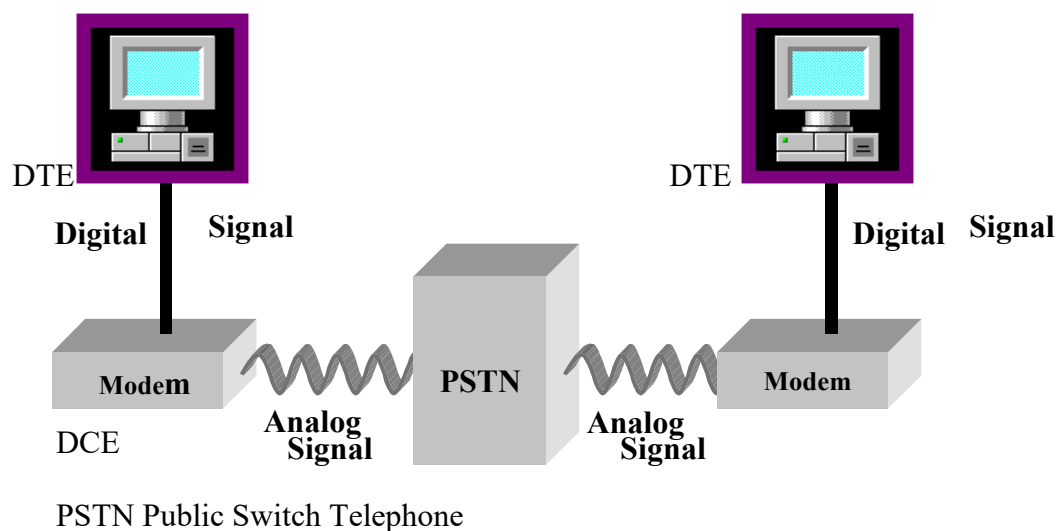 DTE
DTE
Digital Signal
Digital Signal
Modem
PSTN
Modem
Analog
Signal
Analog
Signal
DCE
PSTN Public Switch Telephone